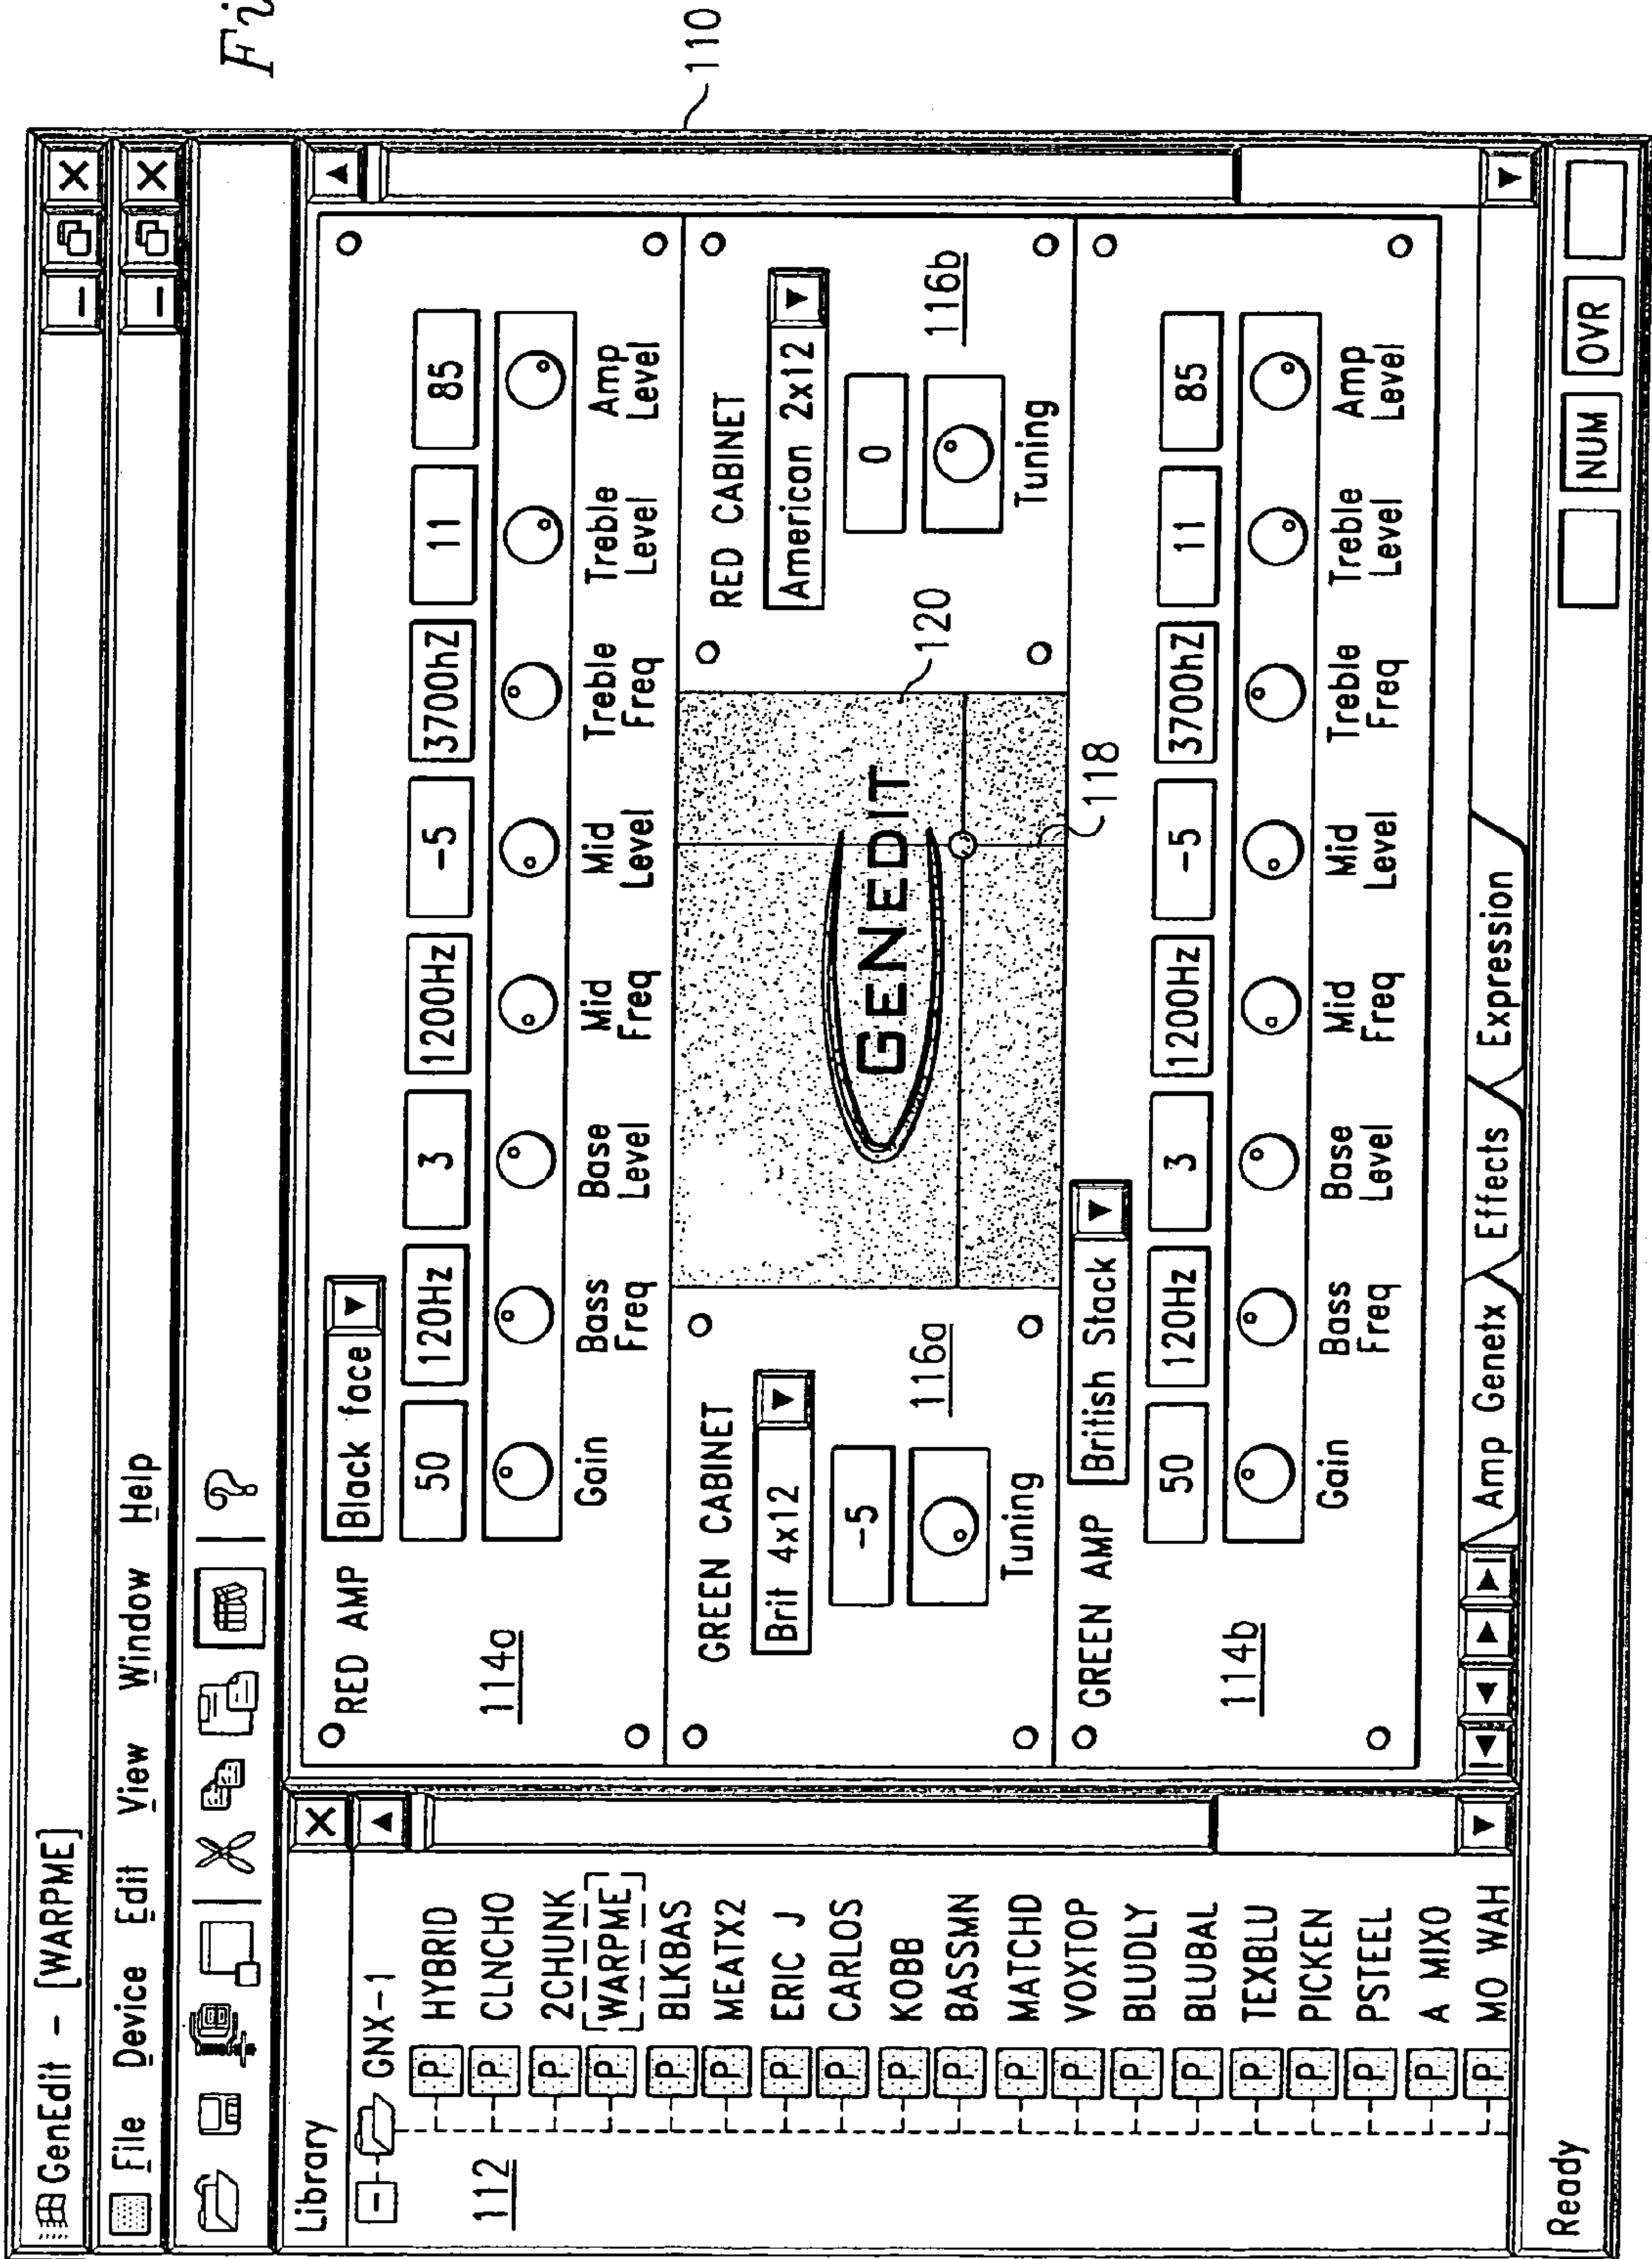 Fi
110
GenEdit - [WARPME]
File Device Edit View Window Help
?
Library
GNX-1
112
P HYBRID
P CLNCHO
P 2CHUNK
P [WARPME]
P BLKBAS
P MEATX2
P ERIC J
P CARLOS
P KOBB
P BASSMN
P MATCHD
P VOXTOP
P BLUDLY
P BLUBAL
P TEXBLU
P PICKEN
P PSTEEL
P A MIXO
P MO WAH
RED AMP Black face
114a
50 120Hz 3 1200Hz -5 3700hZ 11 85
Gain Bass Freq Base Level Mid Freq Mid Level Treble Freq Treble Level Amp Level
GREEN CABINET
Brit 4x12
-5
116a
Tuning
GENEDIT
120
118
RED CABINET
American 2x12
0
116b
Tuning
GREEN AMP British Stack
114b
50 120Hz 3 1200Hz -5 3700hZ 11 85
Gain Bass Freq Base Level Mid Freq Mid Level Treble Freq Treble Level Amp Level
Amp Genetx Effects Expression
Ready NUM OVR